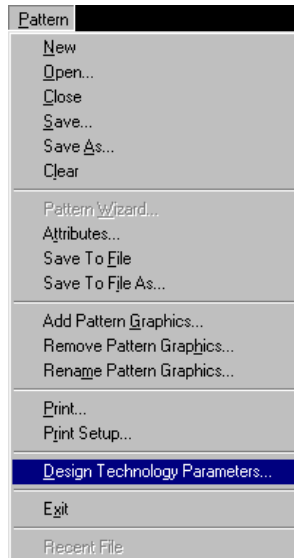 Pattern
New
Open...
Close
Save...
Save As...
Clear
Pattern Wizard...
Attributes...
Save To File
Save To File As...
Add Pattern Graphics...
Remove Pattern Graphics...
Rename Pattern Graphics...
Print...
Print Setup...
Design Technology Parameters...
Exit
Recent File